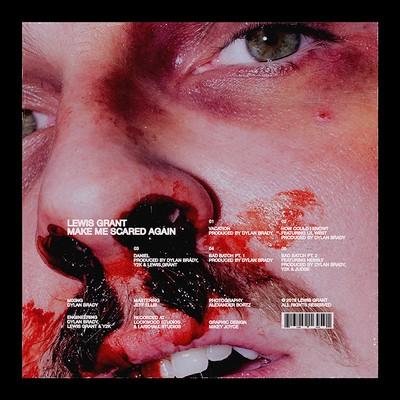 LEWIS GRANT
MAKE ME SCARED AGAIN
01
VACATION
PRODUCED BY DYLAN BRADY
02
HOW COULD I KNOW?
FEATURING LIL WEST
PRODUCED BY DYLAN BRADY
03
DANIEL
PRODUCED BY DYLAN BRADY,
Y2K & LEWIS GRANT
04
BAD BATCH PT. 1
PRODUCED BY DYLAN BRADY
BAD BATCH PT. 2
FEATURING
PRODUCED BY DYLAN BRADY,
Y2K &
MIXING
DYLAN BRADY
MASTERING
JEFF ELLIS
PHOTOGRAPHY
ALEXANDER BORTZ
© 2018 LEWIS GRANT
ALL RIGHTS RESERVED
ENGINEERING
DYLAN BRADY,
LEWIS GRANT & Y2K
RECORDED AT
LOCKWOOD STUDIOS
& STUDIOS
GRAPHIC DESIGN
MIKEY JOYCE